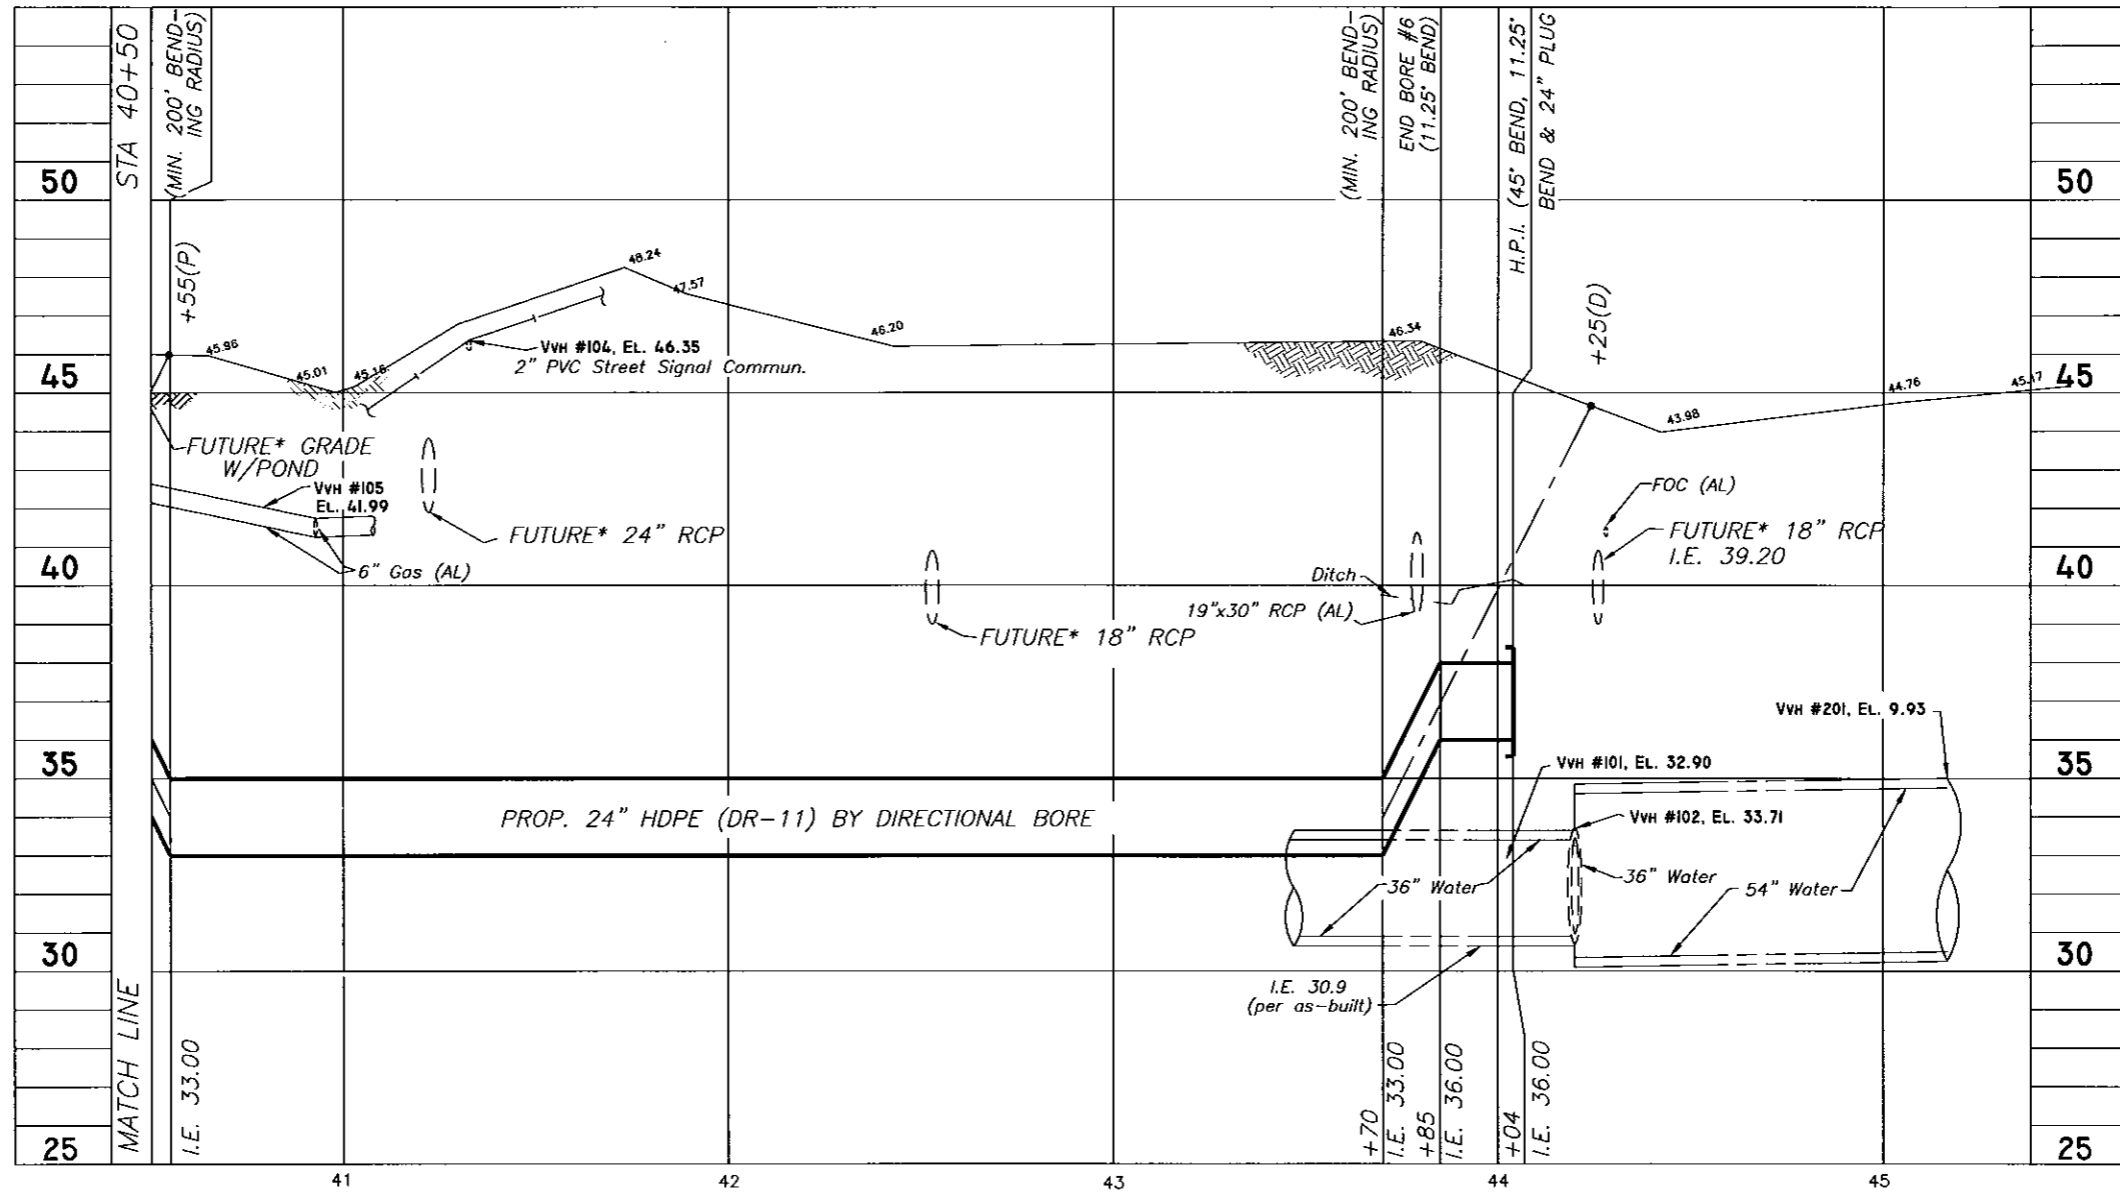 STA 40+50
(MIN. 200' BEND-
ING RADIUS)
(MIN. 200' BEND-
ING RADIUS)
END BORE #6
(11.25° BEND)
H.P.I. (45° BEND, 11.25°
BEND & 24" PLUG
50
50
+55(P)
48.24
47.57
45.96
46.20
46.34
+25(D)
VVH #104, EL. 46.35
2" PVC Street Signal Commun.
45.01
45.16
45
44.76
45.17
45
43.98
FUTURE* GRADE
W/POND
VVH #105
EL. 41.99
FUTURE* 24" RCP
FOC (AL)
FUTURE* 18" RCP
I.E. 39.20
40
6" Gas (AL)
Ditch
40
19"x30" RCP (AL)
FUTURE* 18" RCP
VVH #201, EL. 9.93
35
VVH #101, EL. 32.90
35
PROP. 24" HDPE (DR-11) BY DIRECTIONAL BORE
VVH #102, EL. 33.71
36" Water
36" Water
54" Water
30
30
I.E. 30.9
(per as-built)
MATCH LINE
I.E. 33.00
+70
I.E. 33.00
+85
I.E. 36.00
+04
I.E. 36.00
25
25
41
42
43
44
45